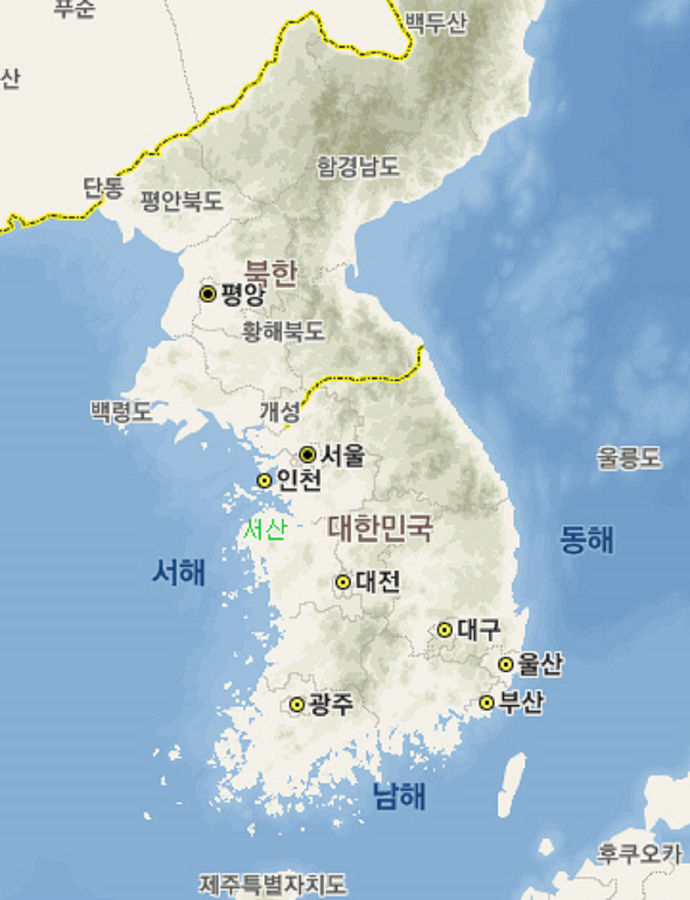 푸순
백두산
산
함경남도
단동
평안북도
북한
평양
황해북도
백령도
개성
서울
울릉도
인천
서산
대한민국
동해
서해
대전
대구
울산
부산
광주
남해
후쿠오카
제주특별자치도